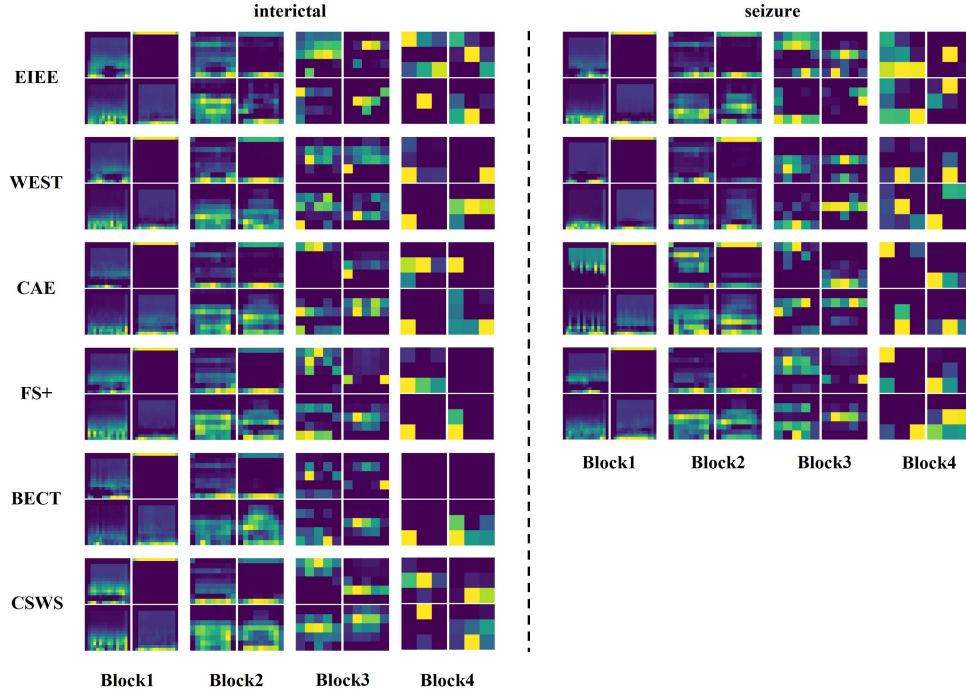 interictal seizure
EIEE
WEST
CAE
FS+
Block1 Block2 Block3 Block4
BECT
CSWS
Block1 Block2 Block3 Block4